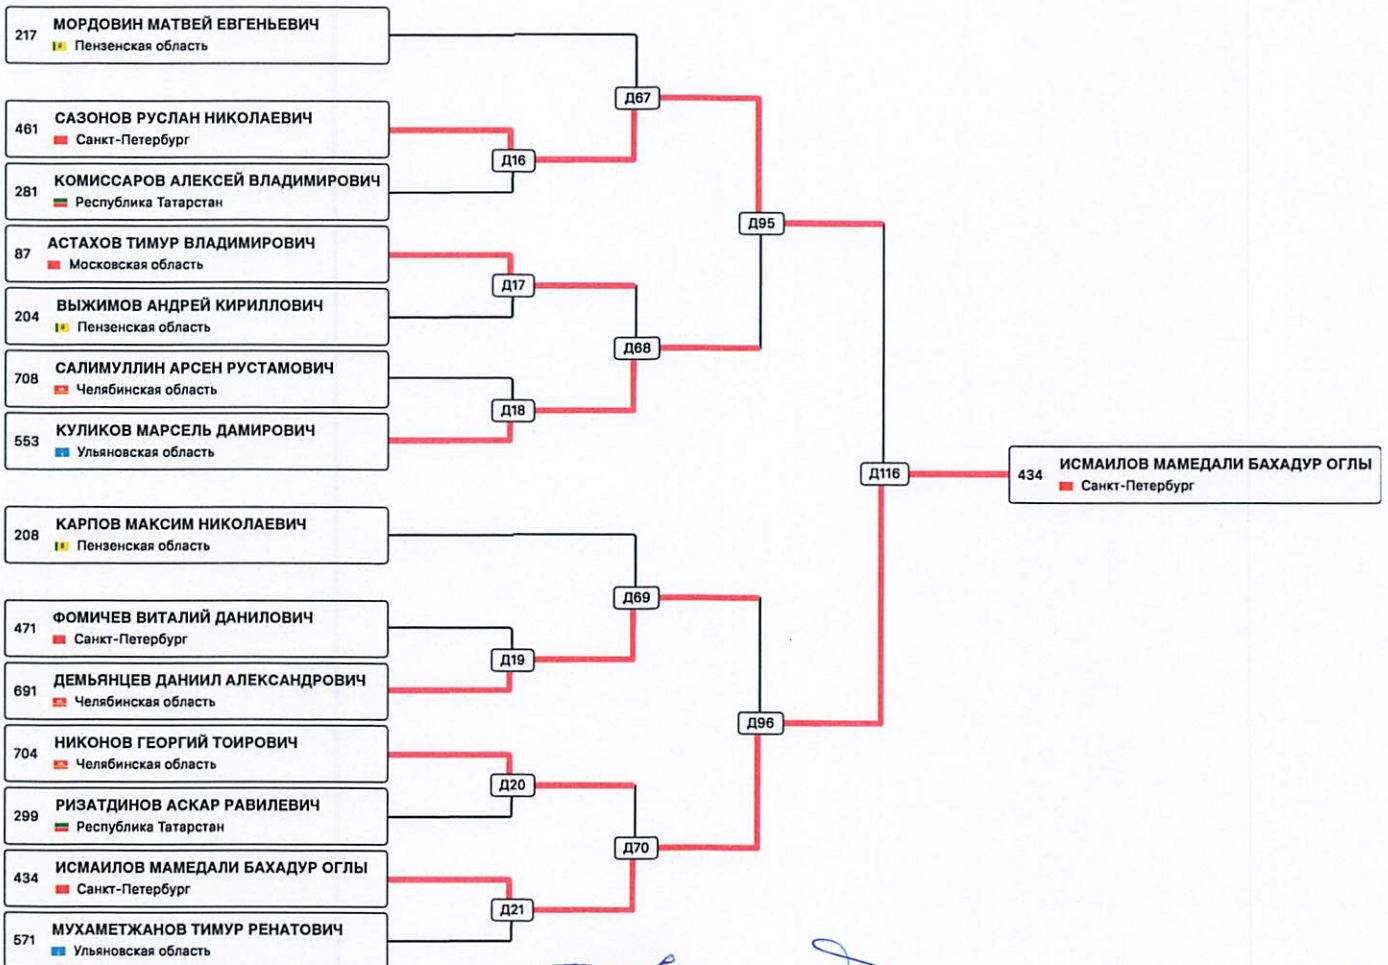 217 МОРДОВИН МАТВЕЙ ЕВГЕНЬЕВИЧ
Пензенская область
461 САЗОНОВ РУСЛАН НИКОЛАЕВИЧ
Санкт-Петербург
281 КОМИССАРОВ АЛЕКСЕЙ ВЛАДИМИРОВИЧ
Республика Татарстан
87 АСТАХОВ ТИМУР ВЛАДИМИРОВИЧ
Московская область
204 ВЫЖИМОВ АНДРЕЙ КИРИЛЛОВИЧ
Пензенская область
708 САЛИМУЛЛИН АРСЕН РУСТАМОВИЧ
Челябинская область
553 КУЛИКОВ МАРСЕЛЬ ДАМИРОВИЧ
Ульяновская область
208 КАРПОВ МАКСИМ НИКОЛАЕВИЧ
Пензенская область
471 ФОМИЧЕВ ВИТАЛИЙ ДАНИЛОВИЧ
Санкт-Петербург
691 ДЕМЬЯНЦЕВ ДАНИИЛ АЛЕКСАНДРОВИЧ
Челябинская область
704 НИКОНОВ ГЕОРГИЙ ТОИРОВИЧ
Челябинская область
299 РИЗАТДИНОВ АСКАР РАВИЛЕВИЧ
Республика Татарстан
434 ИСМАИЛОВ МАМЕДАЛИ БАХАДУР ОГЛЫ
Санкт-Петербург
571 МУХАМЕТЖАНОВ ТИМУР РЕНАТОВИЧ
Ульяновская область
Д16
Д17
Д18
Д19
Д20
Д21
Д67
Д68
Д69
Д70
Д95
Д96
Д116
434 ИСМАИЛОВ МАМЕДАЛИ БАХАДУР ОГЛЫ
Санкт-Петербург